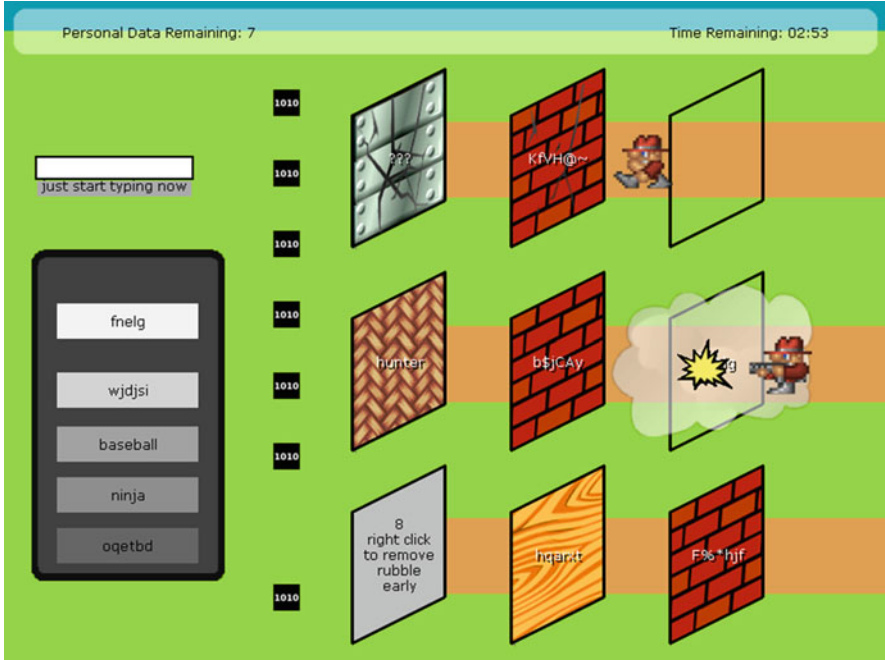 Personal Data Remaining: 7
Time Remaining: 02:53
1010
1010
1010
1010
1010
1010
1010
just start typing now
fnelg
wjdjsi
baseball
ninja
oqetbd
???
KfVH@~
hunter
b$jCAy
8
right click
to remove
rubble
early
hqarxt
F%*hjf